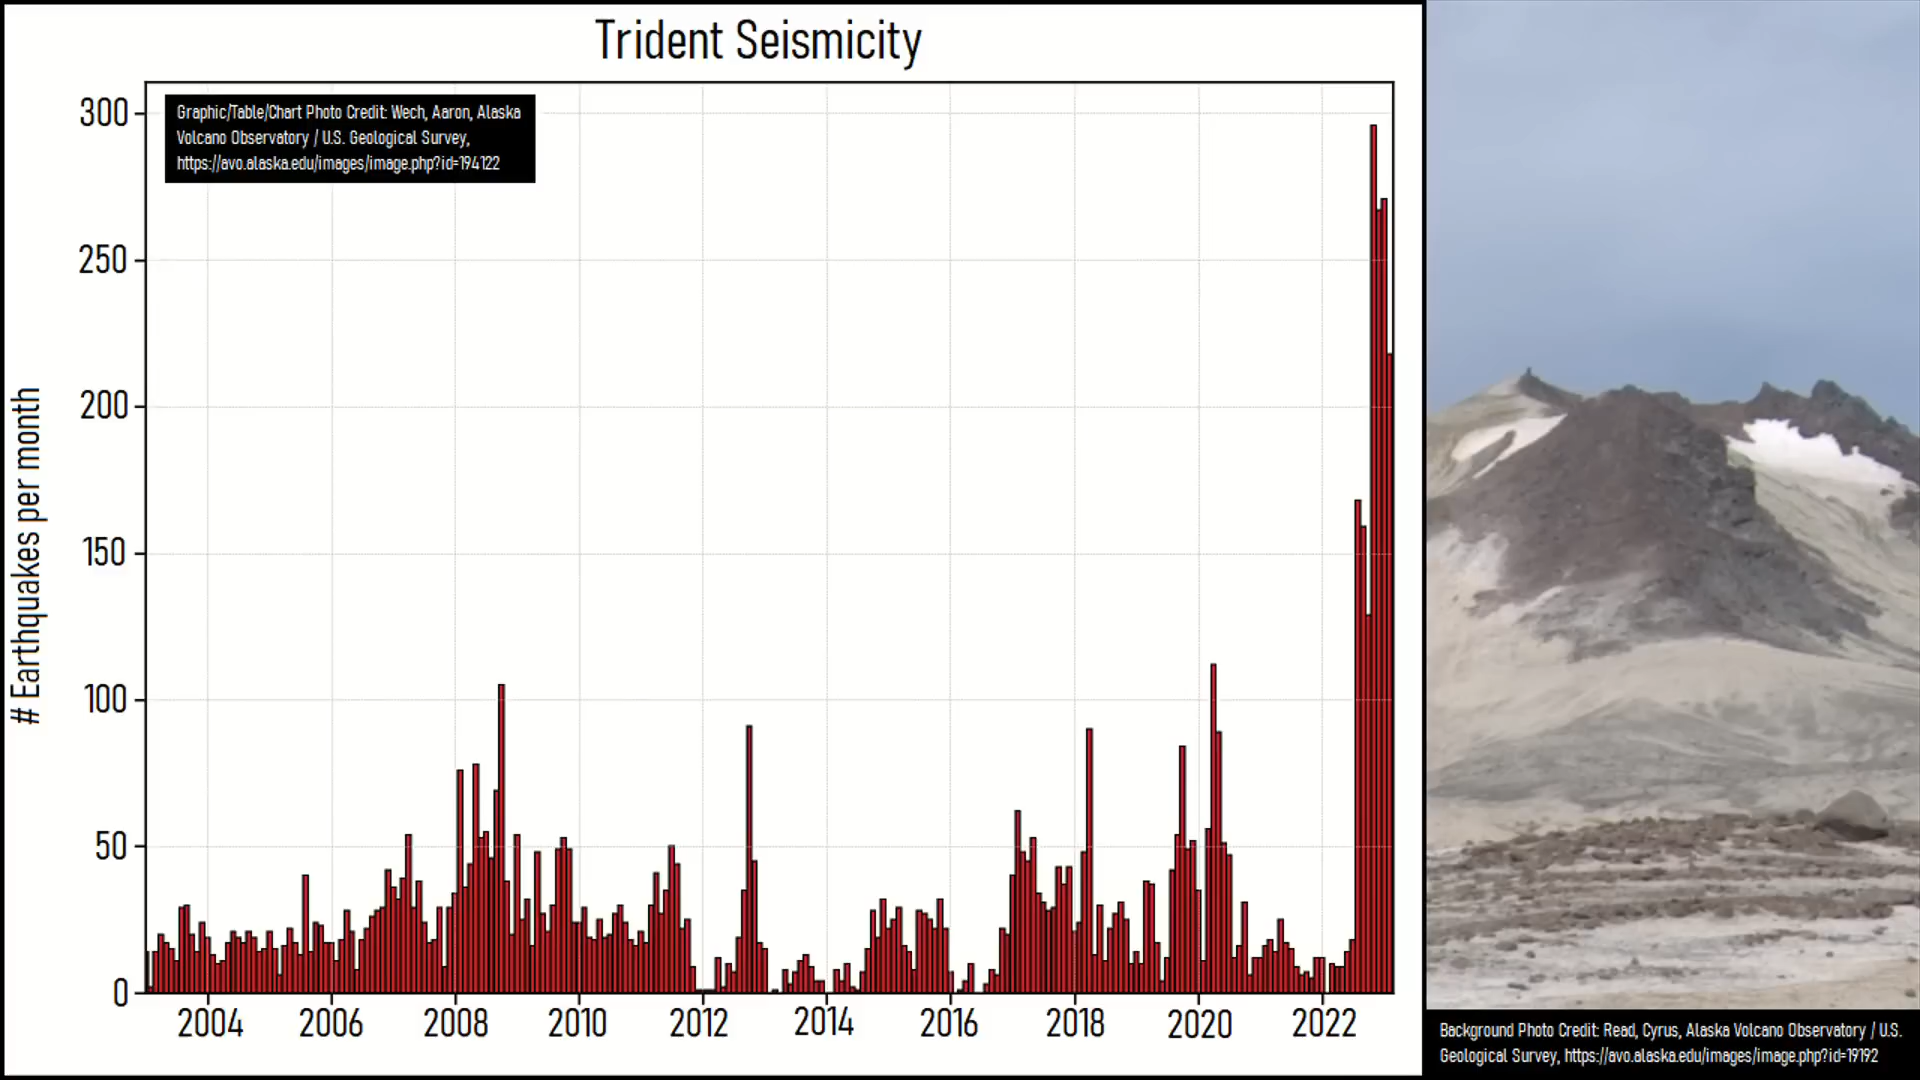 Trident Seismicity
Graphic/Table/Chart Photo Credit: Wech, Aaron, Alaska
Volcano Observatory / U.S. Geological Survey,
https://avo.alaska.edu/images/image.php?id=194122
# Earthquakes per month
300
250
200
150
100
50
0
2004 2006 2008 2010 2012 2014 2016 2018 2020 2022
Background Photo Credit: Read, Cyrus, Alaska Volcano Observatory / U.S.
Geological Survey, https://avo.alaska.edu/images/image.php?id=19192